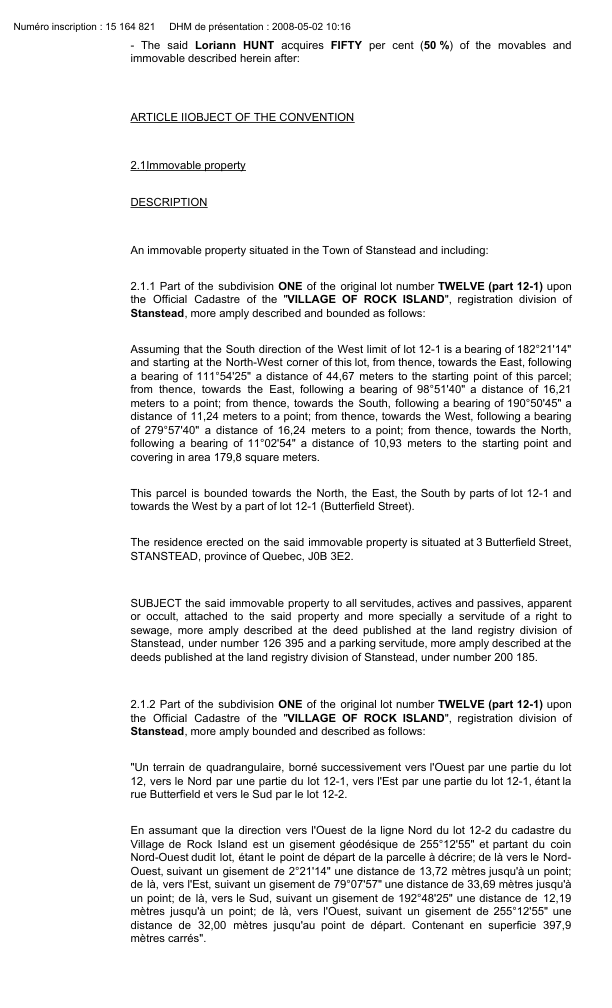 Numéro inscription : 15 164 821 DHM de présentation : 2008-05-02 10:16
- The said Loriann HUNT acquires FIFTY per cent (50 %) of the movables and
immovable described herein after:
ARTICLE IIOBJECT OF THE CONVENTION
2.1Immovable property
DESCRIPTION
An immovable property situated in the Town of Stanstead and including:
2.1.1 Part of the subdivision ONE of the original lot number TWELVE (part 12-1) upon
the Official Cadastre of the "VILLAGE OF ROCK ISLAND", registration division of
Stanstead, more amply described and bounded as follows:
Assuming that the South direction of the West limit of lot 12-1 is a bearing of 182°21'14"
and starting at the North-West corner of this lot, from thence, towards the East, following
a bearing of 111°54'25" a distance of 44,67 meters to the starting point of this parcel;
from thence, towards the East, following a bearing of 98°51'40" a distance of 16,21
meters to a point; from thence, towards the South, following a bearing of 190°50'45" a
distance of 11,24 meters to a point; from thence, towards the West, following a bearing
of 279°57'40" a distance of 16,24 meters to a point; from thence, towards the North,
following a bearing of 11°02'54" a distance of 10,93 meters to the starting point and
covering in area 179,8 square meters.
This parcel is bounded towards the North, the East, the South by parts of lot 12-1 and
towards the West by a part of lot 12-1 (Butterfield Street).
The residence erected on the said immovable property is situated at 3 Butterfield Street,
STANSTEAD, province of Quebec, J0B 3E2.
SUBJECT the said immovable property to all servitudes, actives and passives, apparent
or occult, attached to the said property and more specially a servitude of a right to
sewage, more amply described at the deed published at the land registry division of
Stanstead, under number 126 395 and a parking servitude, more amply described at the
deeds published at the land registry division of Stanstead, under number 200 185.
2.1.2 Part of the subdivision ONE of the original lot number TWELVE (part 12-1) upon
the Official Cadastre of the "VILLAGE OF ROCK ISLAND", registration division of
Stanstead, more amply bounded and described as follows:
"Un terrain de quadrangulaire, borné successivement vers l'Ouest par une partie du lot
12, vers le Nord par une partie du lot 12-1, vers l'Est par une partie du lot 12-1, étant la
rue Butterfield et vers le Sud par le lot 12-2.
En assumant que la direction vers l'Ouest de la ligne Nord du lot 12-2 du cadastre du
Village de Rock Island est un gisement géodésique de 255°12'55" et partant du coin
Nord-Ouest dudit lot, étant le point de départ de la parcelle à décrire; de là vers le Nord-
Ouest, suivant un gisement de 2°21'14" une distance de 13,72 mètres jusqu'à un point;
de là, vers l'Est, suivant un gisement de 79°07'57" une distance de 33,69 mètres jusqu'à
un point; de là, vers le Sud, suivant un gisement de 192°48'25" une distance de 12,19
mètres jusqu'à un point; de là, vers l'Ouest, suivant un gisement de 255°12'55" une
distance de 32,00 mètres jusqu'au point de départ. Contenant en superficie 397,9
mètres carrés".